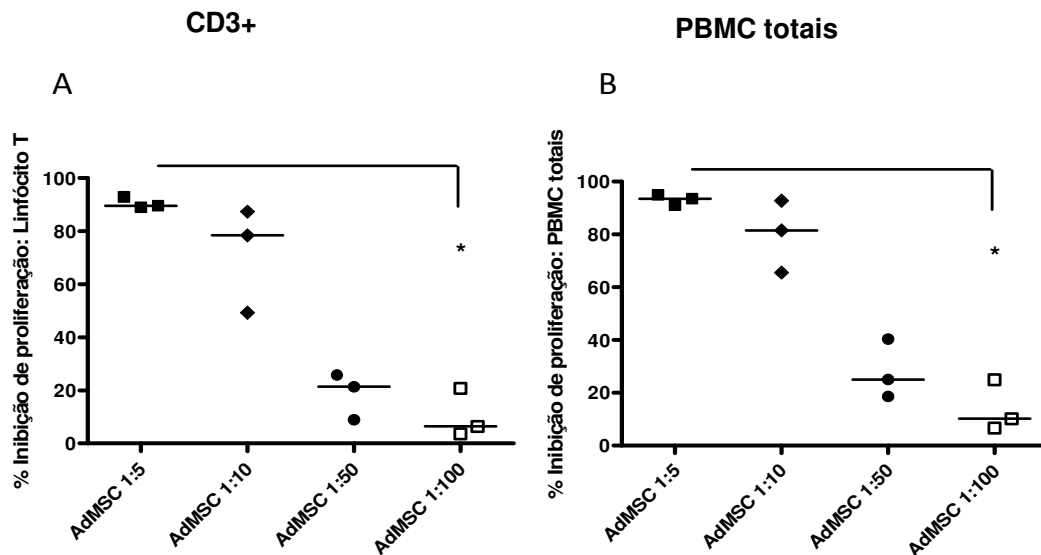 CD3+
A
% Inibição de proliferação: Linfócito T
100
80
60
40
20
0
*
AdMSC 1:5
AdMSC 1:10
AdMSC 1:50
AdMSC 1:100
PBMC totais
B
% Inibição de proliferação: PBMC totais
100
80
60
40
20
0
*
AdMSC 1:5
AdMSC 1:10
AdMSC 1:50
AdMSC 1:100